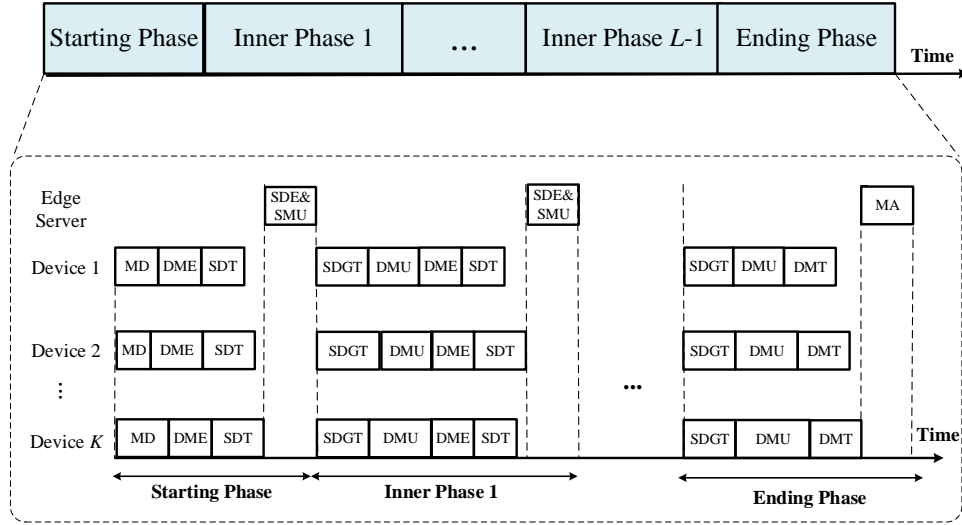 Starting Phase Inner Phase 1 ... Inner Phase L-1 Ending Phase
Time
Edge
Server
SDE&
SMU
SDE&
SMU
MA
Device 1 MD DME SDT SDGT DMU DME SDT SDGT DMU DMT
Device 2 MD DME SDT SDGT DMU DME SDT SDGT DMU DMT
... ...
Device K MD DME SDT SDGT DMU DME SDT SDGT DMU DMT
Time
Starting Phase Inner Phase 1 Ending Phase